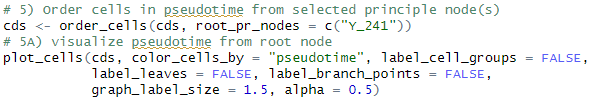 # 5) Order cells in pseudotime from selected principle node(s)
cds <- order_cells(cds, root_pr_nodes = c("Y_241"))
# 5A) visualize pseudotime from root node
plot_cells(cds, color_cells_by = "pseudotime", label_cell_groups = FALSE,
label_leaves = FALSE, label_branch_points = FALSE,
graph_label_size = 1.5, alpha = 0.5)